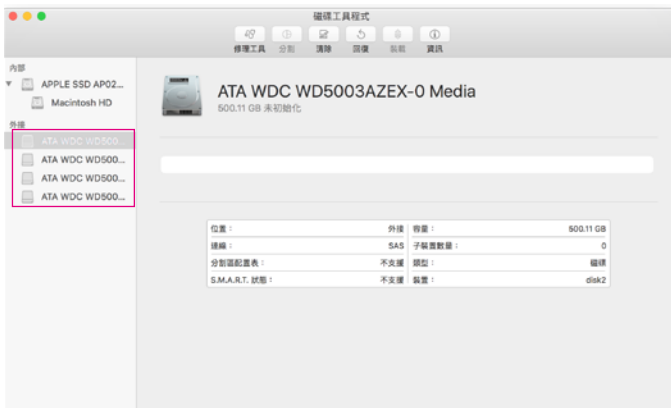 磁碟工具程式
修理工具 分割 清除 回復 裝載 資訊
內部
APPLE SSD AP02...
Macintosh HD
外接
ATA WDC WD500...
ATA WDC WD500...
ATA WDC WD500...
ATA WDC WD500...
ATA WDC WD5003AZEX-0 Media
500.11 GB 未初始化
位置： 外接 容量： 500.11 GB
連線： SAS 子裝置數量： 0
分割區配置表： 不支援 類型： 磁碟
S.M.A.R.T. 狀態： 不支援 裝置： disk2